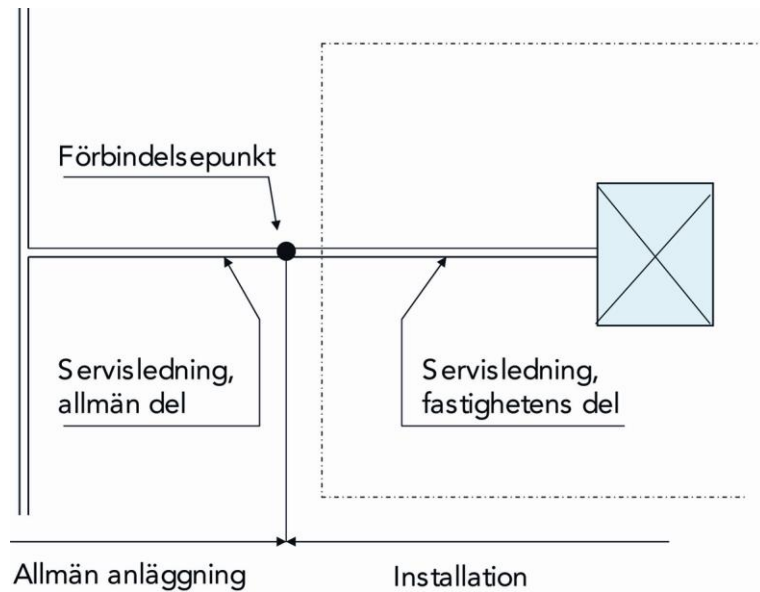 Förbindelsepunkt
Servisledning,
allmän del
Servisledning,
fastighetens del
Allmän anläggning
Installation